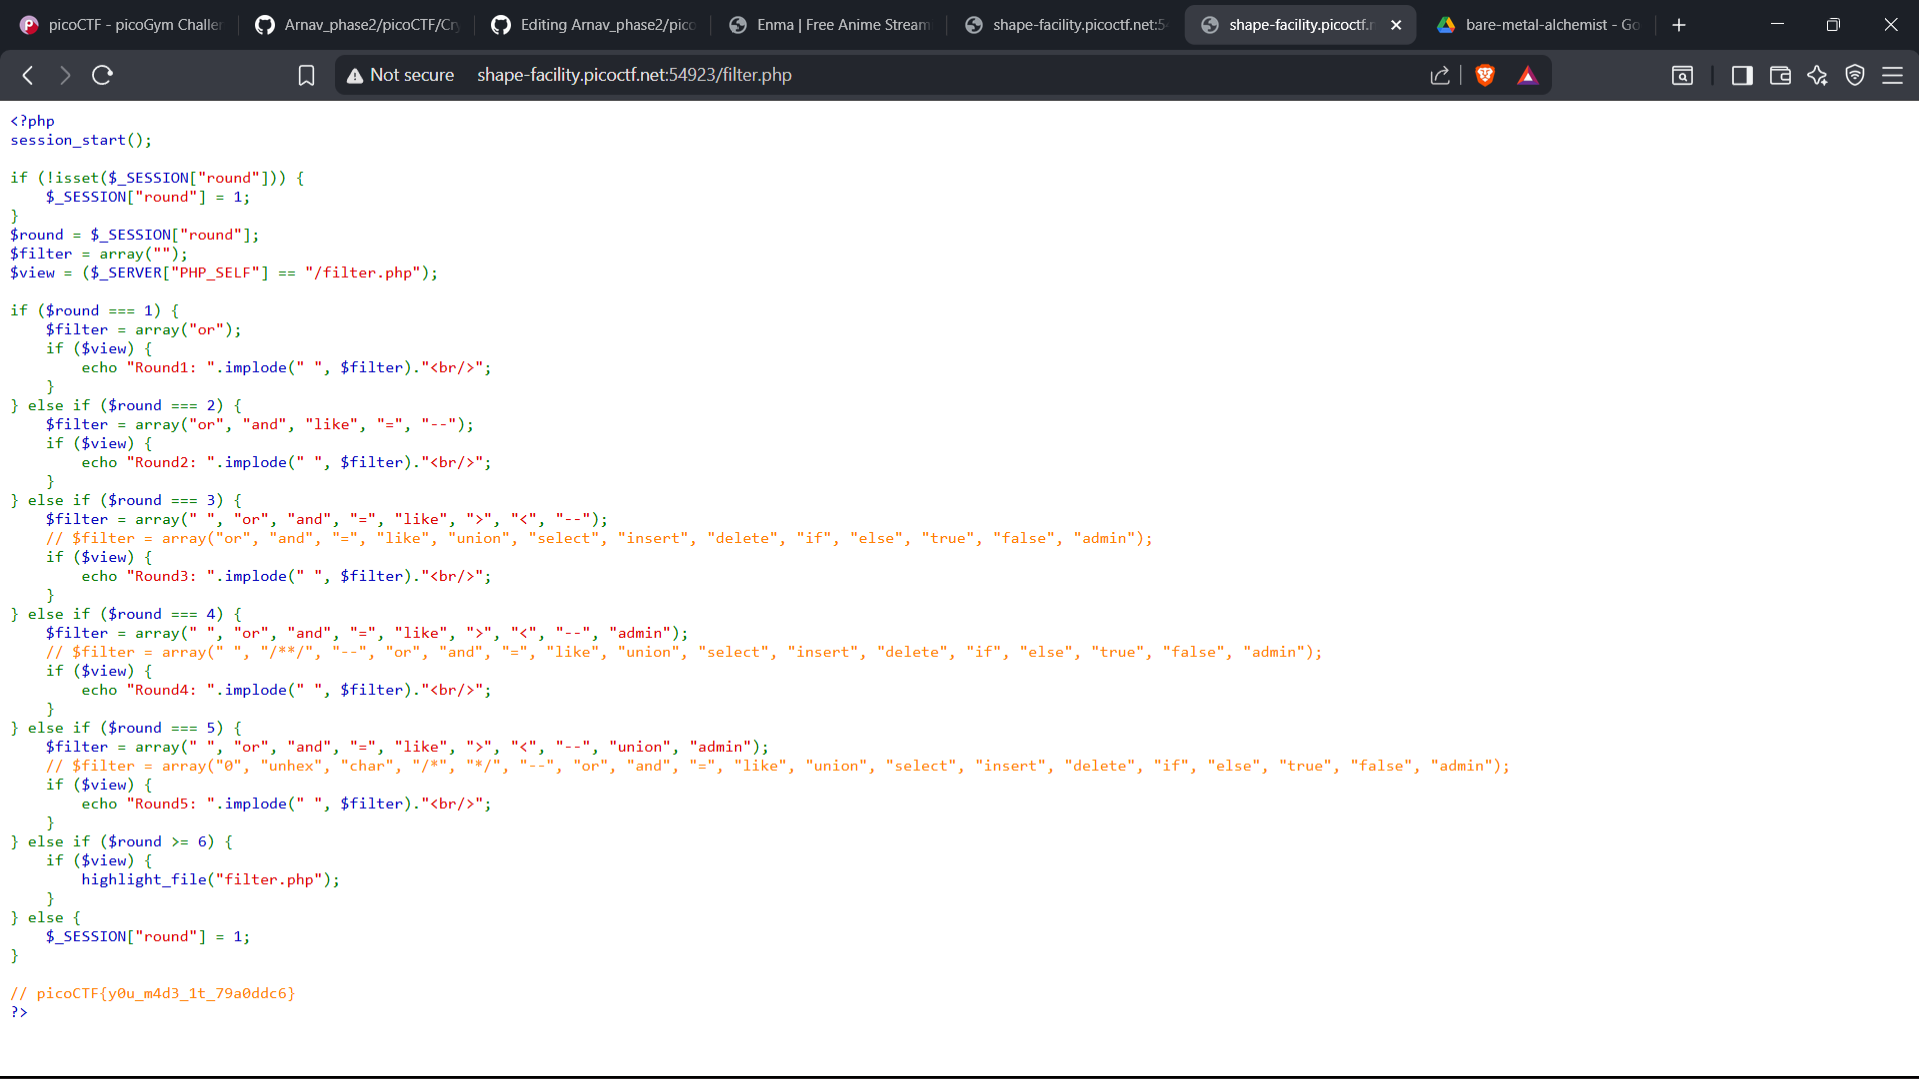 picoCTF - picoGym Challer
Arnav_phase2/picoCTF/Cry
Editing Arnav_phase2/pico
Enma | Free Anime Stream
shape-facility.picoctf.net:54
shape-facility.picoctf.n
bare-metal-alchemist - Go
Not secure shape-facility.picoctf.net:54923/filter.php
<?php
session_start();
if (!isset($_SESSION["round"])) {
    $_SESSION["round"] = 1;
}
$round = $_SESSION["round"];
$filter = array("");
$view = ($_SERVER["PHP_SELF"] == "/filter.php");
if ($round === 1) {
    $filter = array("or");
    if ($view) {
        echo "Round1: ".implode(" ", $filter)."<br/>";
    }
} else if ($round === 2) {
    $filter = array("or", "and", "like", "=", "--");
    if ($view) {
        echo "Round2: ".implode(" ", $filter)."<br/>";
    }
} else if ($round === 3) {
    $filter = array(" ", "or", "and", "=", "like", ">", "<", "--");
    // $filter = array("or", "and", "=", "like", "union", "select", "insert", "delete", "if", "else", "true", "false", "admin");
    if ($view) {
        echo "Round3: ".implode(" ", $filter)."<br/>";
    }
} else if ($round === 4) {
    $filter = array(" ", "or", "and", "=", "like", ">", "<", "--", "admin");
    // $filter = array(" ", "/**/", "--", "or", "and", "=", "like", "union", "select", "insert", "delete", "if", "else", "true", "false", "admin");
    if ($view) {
        echo "Round4: ".implode(" ", $filter)."<br/>";
    }
} else if ($round === 5) {
    $filter = array(" ", "or", "and", "=", "like", ">", "<", "--", "union", "admin");
    // $filter = array("0", "unhex", "char", "/*", "*/", "--", "or", "and", "=", "like", "union", "select", "insert", "delete", "if", "else", "true", "false", "admin");
    if ($view) {
        echo "Round5: ".implode(" ", $filter)."<br/>";
    }
} else if ($round >= 6) {
    if ($view) {
        highlight_file("filter.php");
    }
} else {
    $_SESSION["round"] = 1;
}
// picoCTF{y0u_m4d3_1t_79a0ddc6}
?>